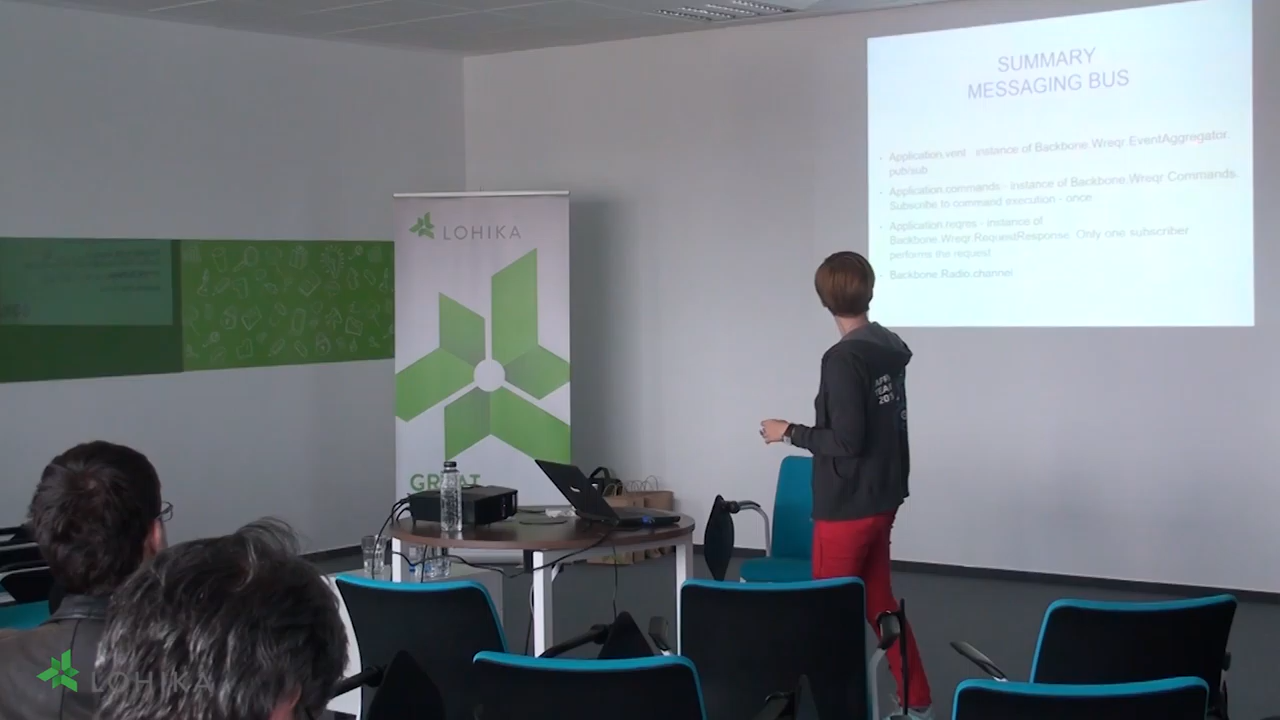 SUMMARY
MESSAGING BUS
Application.vent - instance of Backbone.Wreqr.EventAggregator.
pub/sub
Application.commands - instance of Backbone.Wreqr.Commands.
Subscribe to command execution - once
Application.reqres - instance of
Backbone.Wreqr.RequestResponse. Only one subscriber
performs the request
Backbone.Radio.channel
LOHIKA
GREAT
YEAR
LOHIKA